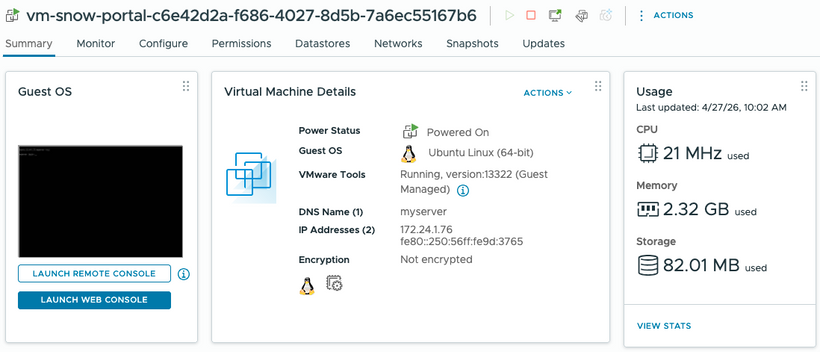 vm-snow-portal-c6e42d2a-f686-4027-8d5b-7a6ec55167b6
ACTIONS
Summary Monitor Configure Permissions Datastores Networks Snapshots Updates
Guest OS
LAUNCH REMOTE CONSOLE
LAUNCH WEB CONSOLE
Virtual Machine Details
ACTIONS
Power Status Powered On
Guest OS Ubuntu Linux (64-bit)
VMware Tools Running, version:13322 (Guest
Managed)
DNS Name (1) myserver
IP Addresses (2) 172.24.1.76
fe80::250:56ff:fe9d:3765
Encryption Not encrypted
Usage
Last updated: 4/27/26, 10:02 AM
CPU
21 MHz used
Memory
2.32 GB used
Storage
82.01 MB used
VIEW STATS